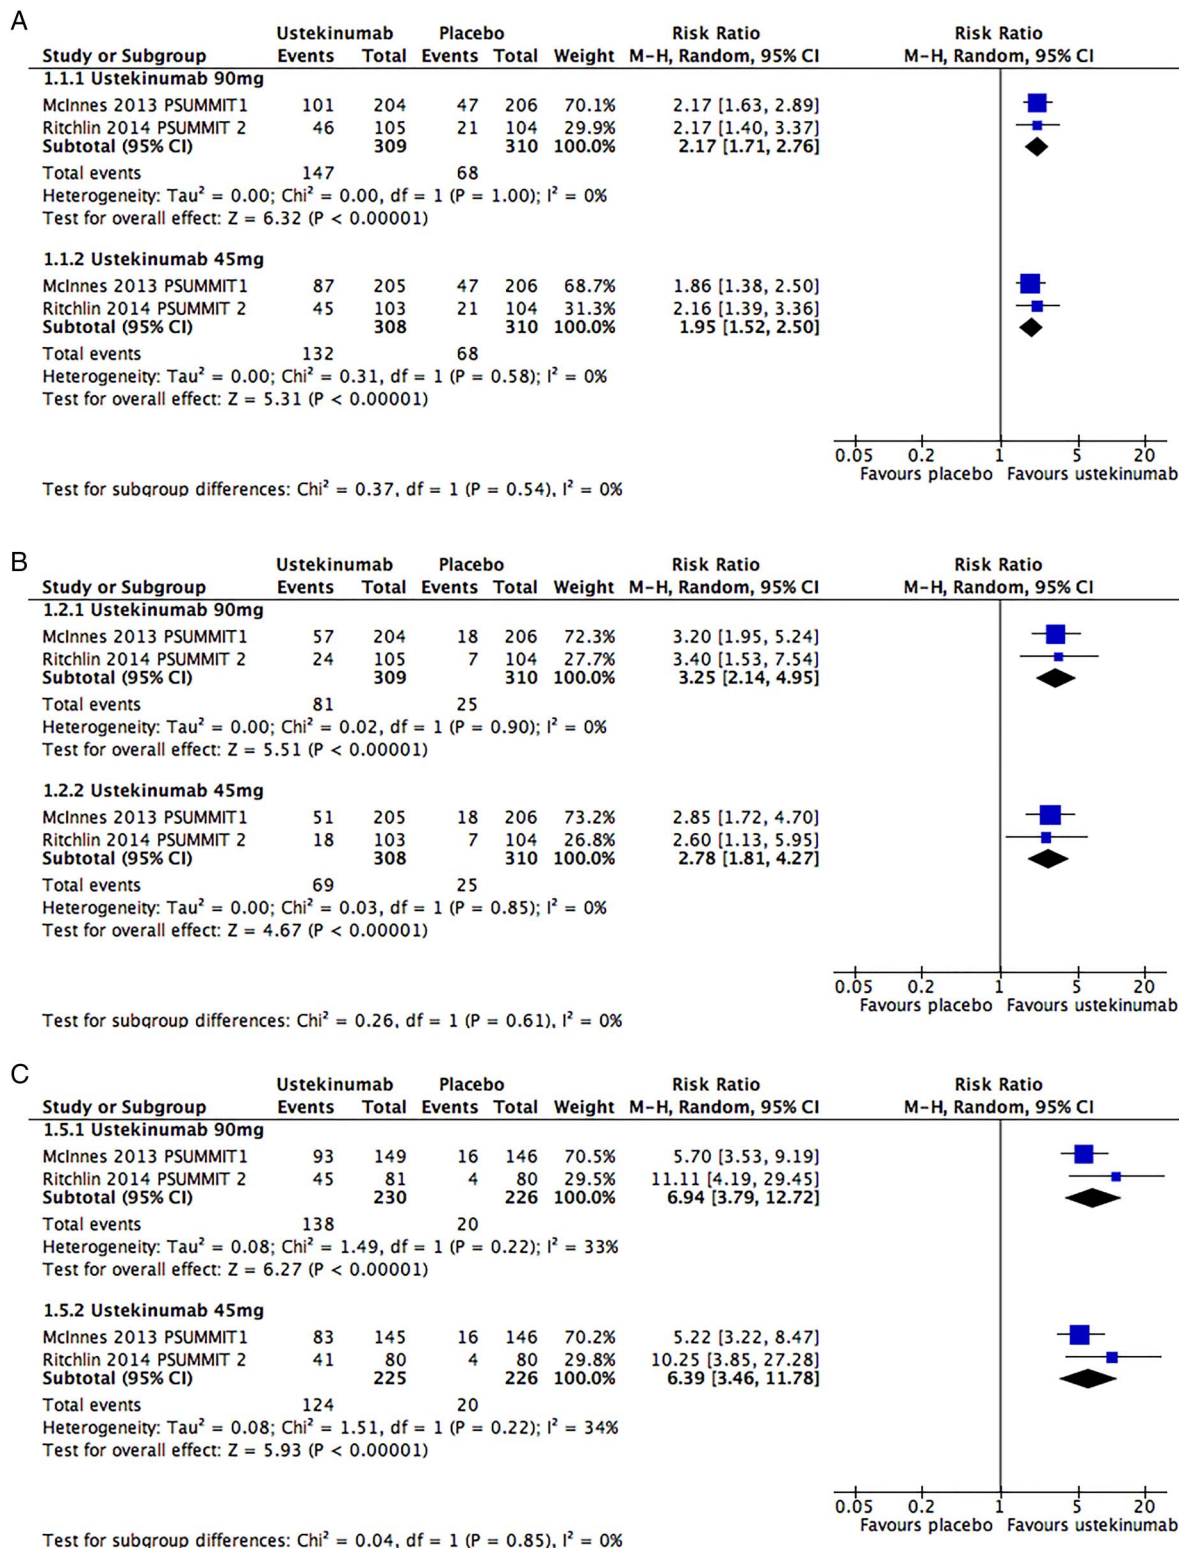 A
Ustekinumab Placebo Risk Ratio Risk Ratio
Study or Subgroup Events Total Events Total Weight M-H, Random, 95% CI M-H, Random, 95% CI
1.1.1 Ustekinumab 90mg
McInnes 2013 PSUMMIT1 101 204 47 206 70.1% 2.17 [1.63, 2.89]
Ritchlin 2014 PSUMMIT 2 46 105 21 104 29.9% 2.17 [1.40, 3.37]
Subtotal (95% CI) 309 310 100.0% 2.17 [1.71, 2.76]
Total events 147 68
Heterogeneity: Tau² = 0.00; Chi² = 0.00, df = 1 (P = 1.00); I² = 0%
Test for overall effect: Z = 6.32 (P < 0.00001)
1.1.2 Ustekinumab 45mg
McInnes 2013 PSUMMIT1 87 205 47 206 68.7% 1.86 [1.38, 2.50]
Ritchlin 2014 PSUMMIT 2 45 103 21 104 31.3% 2.16 [1.39, 3.36]
Subtotal (95% CI) 308 310 100.0% 1.95 [1.52, 2.50]
Total events 132 68
Heterogeneity: Tau² = 0.00; Chi² = 0.31, df = 1 (P = 0.58); I² = 0%
Test for overall effect: Z = 5.31 (P < 0.00001)
0.05 0.2 1 5 20
Favours placebo Favours ustekinumab
Test for subgroup differences: Chi² = 0.37, df = 1 (P = 0.54), I² = 0%
B
Ustekinumab Placebo Risk Ratio Risk Ratio
Study or Subgroup Events Total Events Total Weight M-H, Random, 95% CI M-H, Random, 95% CI
1.2.1 Ustekinumab 90mg
McInnes 2013 PSUMMIT1 57 204 18 206 72.3% 3.20 [1.95, 5.24]
Ritchlin 2014 PSUMMIT 2 24 105 7 104 27.7% 3.40 [1.53, 7.54]
Subtotal (95% CI) 309 310 100.0% 3.25 [2.14, 4.95]
Total events 81 25
Heterogeneity: Tau² = 0.00; Chi² = 0.02, df = 1 (P = 0.90); I² = 0%
Test for overall effect: Z = 5.51 (P < 0.00001)
1.2.2 Ustekinumab 45mg
McInnes 2013 PSUMMIT1 51 205 18 206 73.2% 2.85 [1.72, 4.70]
Ritchlin 2014 PSUMMIT 2 18 103 7 104 26.8% 2.60 [1.13, 5.95]
Subtotal (95% CI) 308 310 100.0% 2.78 [1.81, 4.27]
Total events 69 25
Heterogeneity: Tau² = 0.00; Chi² = 0.03, df = 1 (P = 0.85); I² = 0%
Test for overall effect: Z = 4.67 (P < 0.00001)
0.05 0.2 1 5 20
Favours placebo Favours ustekinumab
Test for subgroup differences: Chi² = 0.26, df = 1 (P = 0.61), I² = 0%
C
Ustekinumab Placebo Risk Ratio Risk Ratio
Study or Subgroup Events Total Events Total Weight M-H, Random, 95% CI M-H, Random, 95% CI
1.5.1 Ustekinumab 90mg
McInnes 2013 PSUMMIT1 93 149 16 146 70.5% 5.70 [3.53, 9.19]
Ritchlin 2014 PSUMMIT 2 45 81 4 80 29.5% 11.11 [4.19, 29.45]
Subtotal (95% CI) 230 226 100.0% 6.94 [3.79, 12.72]
Total events 138 20
Heterogeneity: Tau² = 0.08; Chi² = 1.49, df = 1 (P = 0.22); I² = 33%
Test for overall effect: Z = 6.27 (P < 0.00001)
1.5.2 Ustekinumab 45mg
McInnes 2013 PSUMMIT1 83 145 16 146 70.2% 5.22 [3.22, 8.47]
Ritchlin 2014 PSUMMIT 2 41 80 4 80 29.8% 10.25 [3.85, 27.28]
Subtotal (95% CI) 225 226 100.0% 6.39 [3.46, 11.78]
Total events 124 20
Heterogeneity: Tau² = 0.08; Chi² = 1.51, df = 1 (P = 0.22); I² = 34%
Test for overall effect: Z = 5.93 (P < 0.00001)
0.05 0.2 1 5 20
Favours placebo Favours ustekinumab
Test for subgroup differences: Chi² = 0.04, df = 1 (P = 0.85), I² = 0%